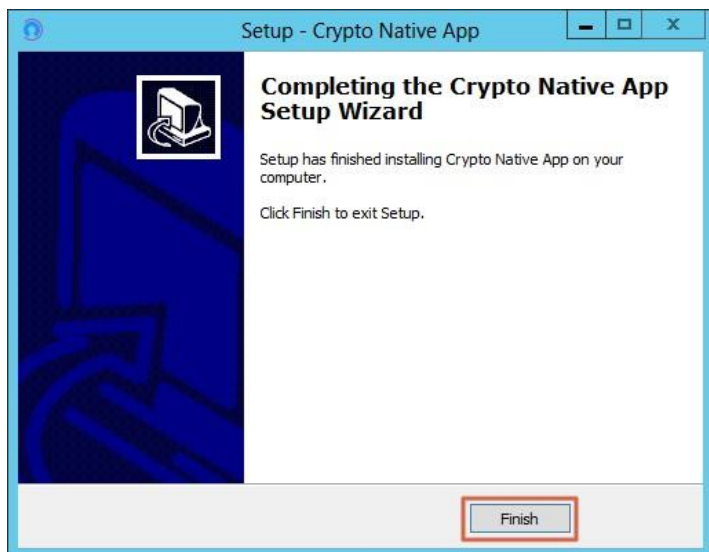 Setup - Crypto Native App
Completing the Crypto Native App
Setup Wizard
Setup has finished installing Crypto Native App on your
computer.
Click Finish to exit Setup.
Finish